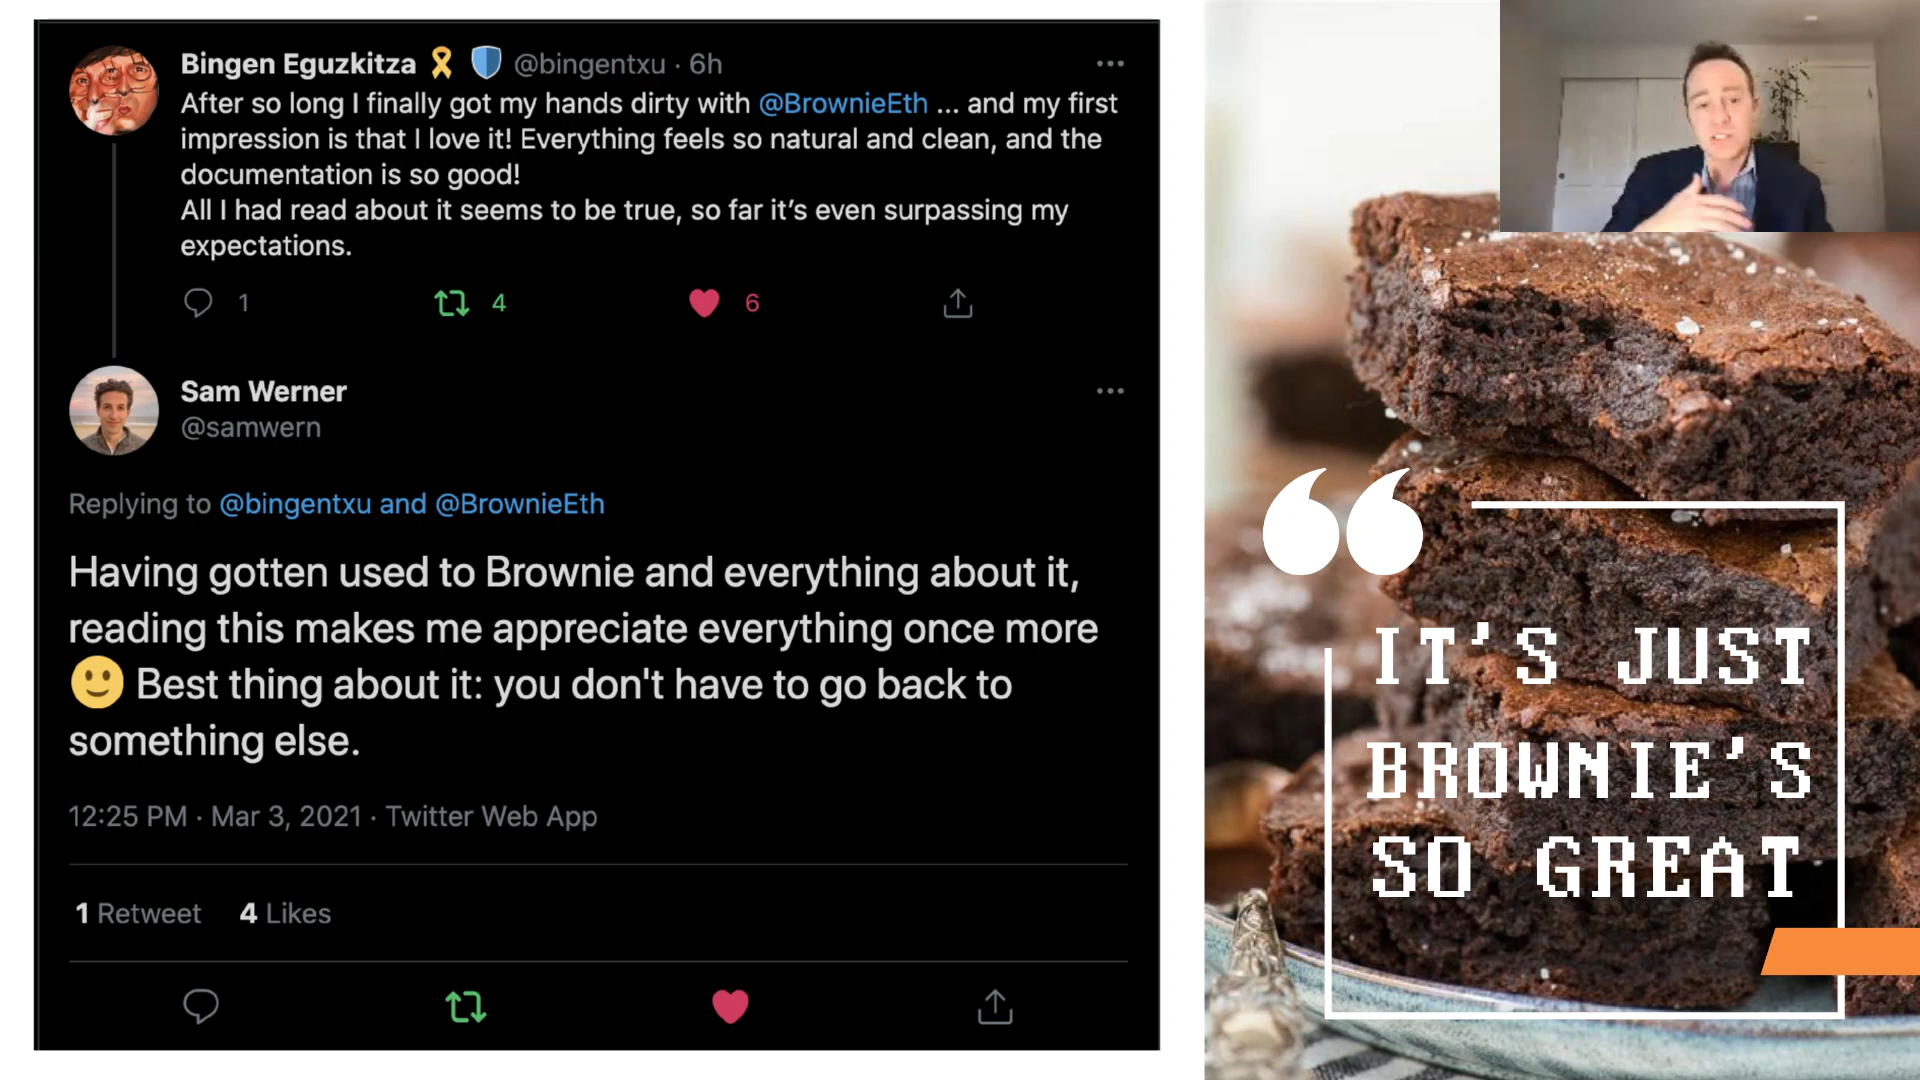 Bingen Eguzkitza 🎗️ 🛡️ @bingentxu · 6h
After so long I finally got my hands dirty with @BrownieEth ... and my first
impression is that I love it! Everything feels so natural and clean, and the
documentation is so good!
All I had read about it seems to be true, so far it’s even surpassing my
expectations.
1 4 6
Sam Werner
@samwern
Replying to @bingentxu and @BrownieEth
Having gotten used to Brownie and everything about it,
reading this makes me appreciate everything once more
🙂 Best thing about it: you don't have to go back to
something else.
12:25 PM · Mar 3, 2021 · Twitter Web App
1 Retweet 4 Likes
“
IT’S JUST
BROWNIE’S
SO GREAT